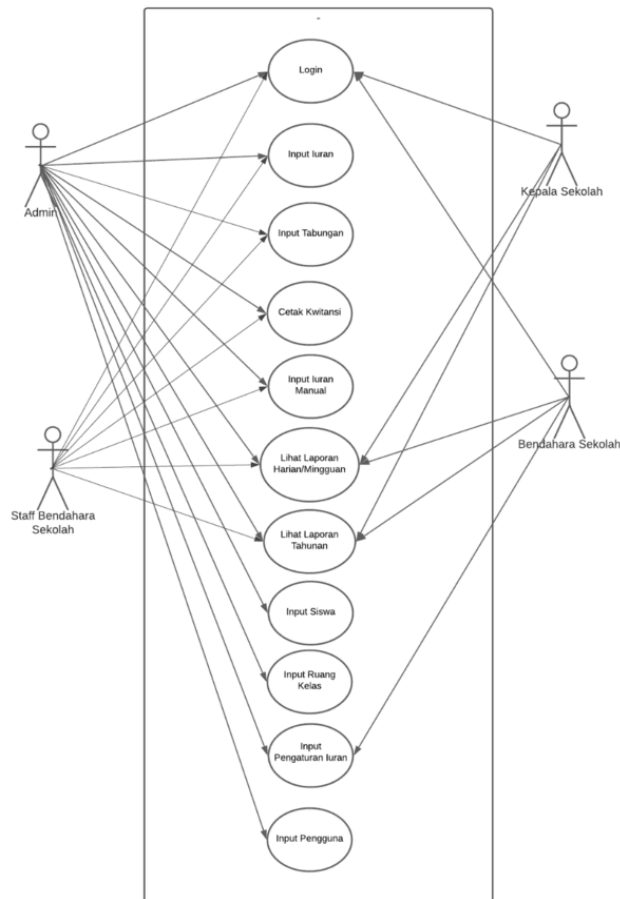 -
Login
Input Iuran
Admin
Kepala Sekolah
Input Tabungan
Cetak Kwitansi
Input Iuran
Manual
Bendahara Sekolah
Lihat Laporan
Harian/Mingguan
Staff Bendahara
Sekolah
Lihat Laporan
Tahunan
Input Siswa
Input Ruang
Kelas
Input
Pengaturan Iuran
Input Pengguna